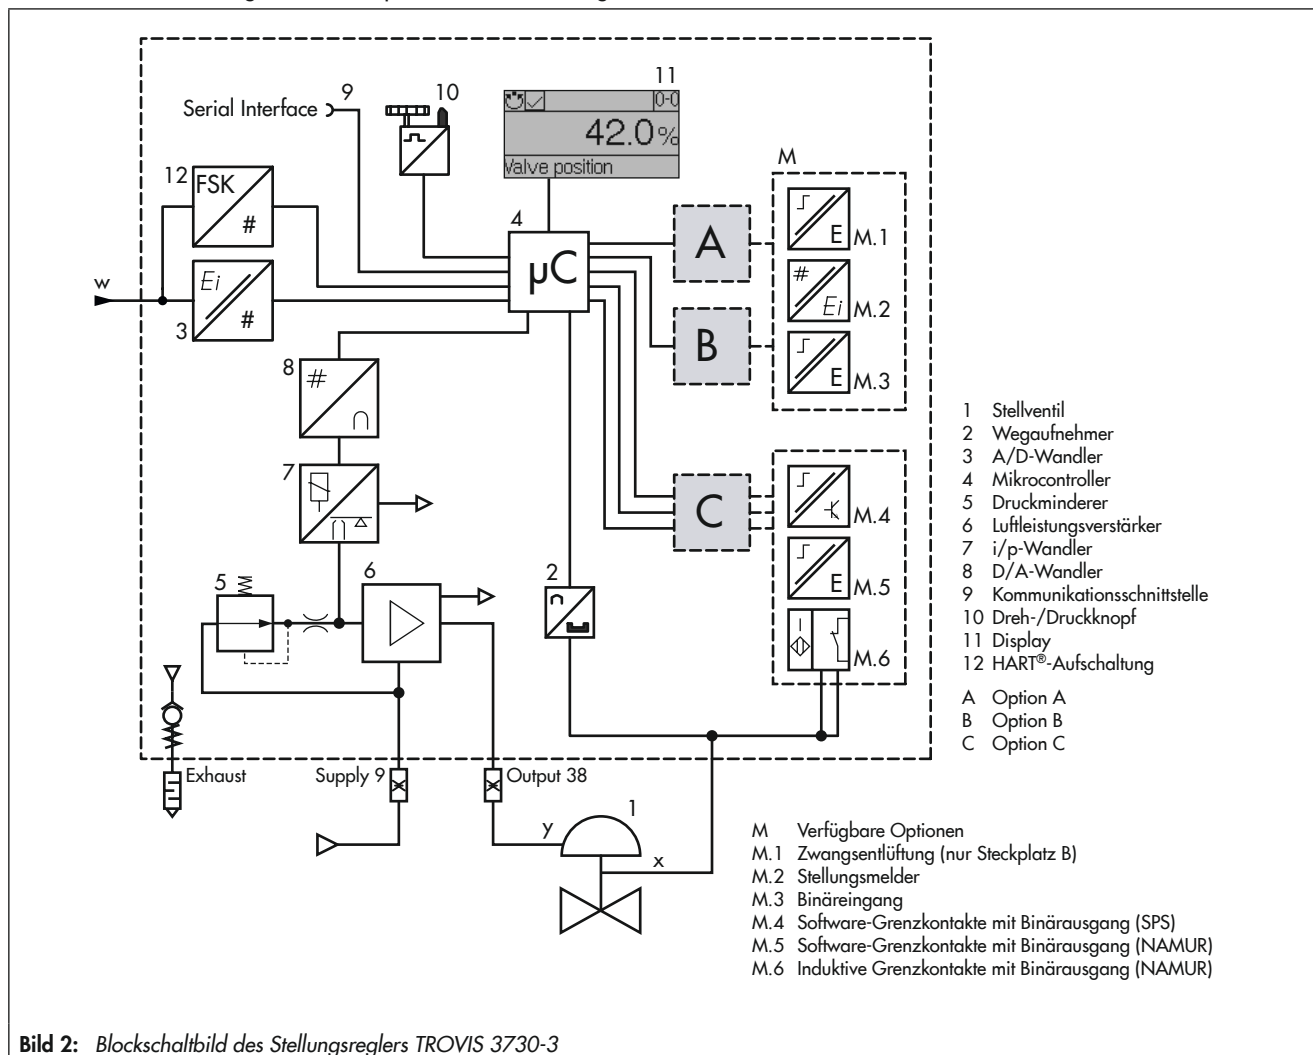 11
9
10
Serial Interface
0-0
42.0%
Valve position
M
12
FSK
#
4
A
E
M.1
µC
w
Ei
#
3
#
Ei
M.2
B
E
M.3
8
#
7
C
M.4
5
6
2
E
M.5
M.6
1 Stellventil
2 Wegaufnehmer
3 A/D-Wandler
4 Mikrocontroller
5 Druckminderer
6 Luftleistungsverstärker
7 i/p-Wandler
8 D/A-Wandler
9 Kommunikationsschnittstelle
10 Dreh-/Druckknopf
11 Display
12 HART®-Aufschaltung
A Option A
B Option B
C Option C
Exhaust
Supply 9
Output 38
1
y
x
M Verfügbare Optionen
M.1 Zwangsentlüftung (nur Steckplatz B)
M.2 Stellungsmelder
M.3 Binäreingang
M.4 Software-Grenzkontakte mit Binärausgang (SPS)
M.5 Software-Grenzkontakte mit Binärausgang (NAMUR)
M.6 Induktive Grenzkontakte mit Binärausgang (NAMUR)
Bild 2: Blockschaltbild des Stellungsreglers TROVIS 3730-3